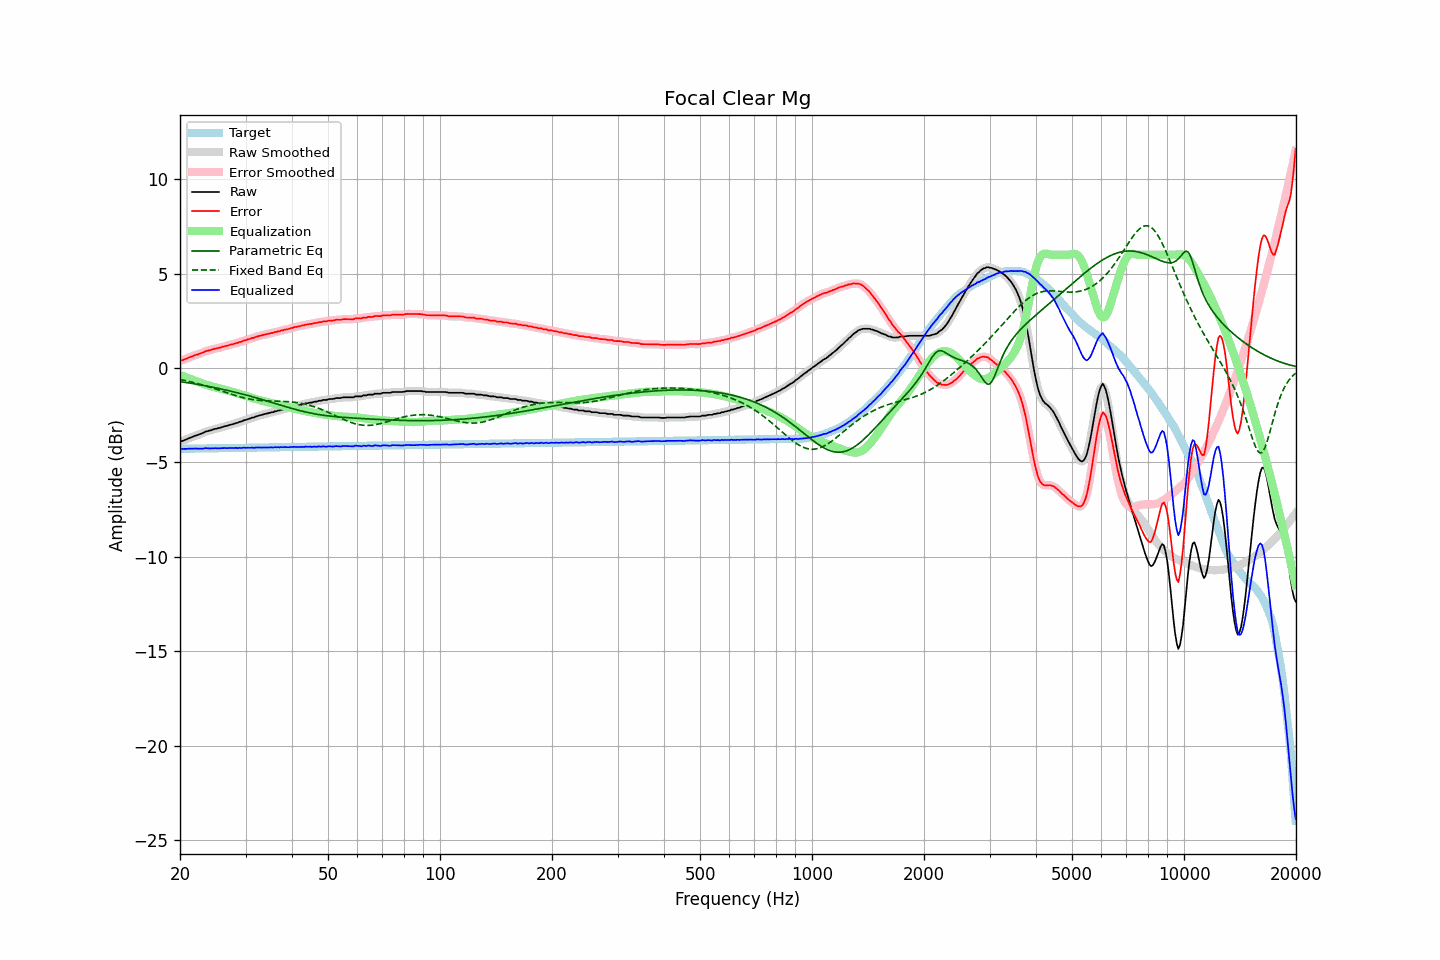 Focal Clear Mg
Target
Raw Smoothed
Error Smoothed
Raw
Error
Equalization
Parametric Eq
Fixed Band Eq
Equalized
Amplitude (dBr)
10
5
0
−5
−10
−15
−20
−25
20 50 100 200 500 1000 2000 5000 10000 20000
Frequency (Hz)